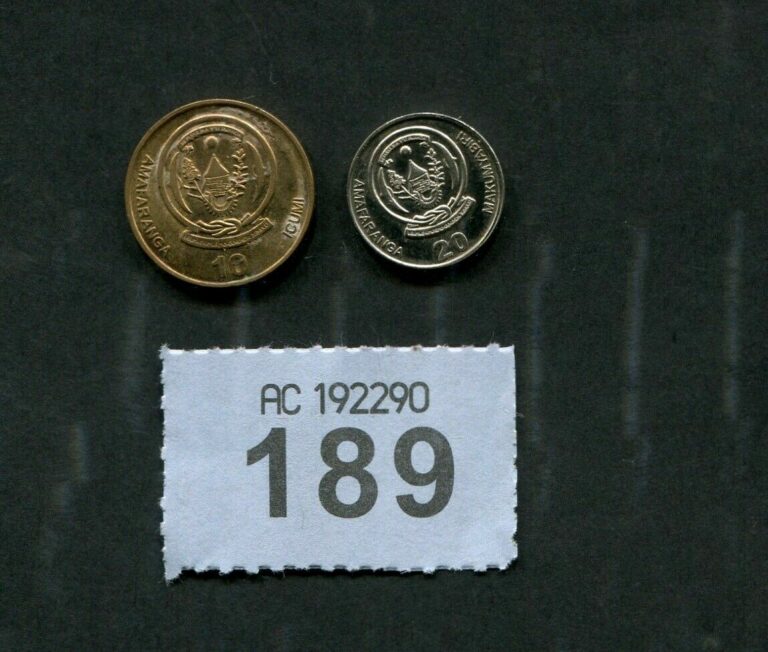 AMAFARANGA ICUMI
10
AMAFARANGA MAKUMYABIRI
20
AC 192290
189